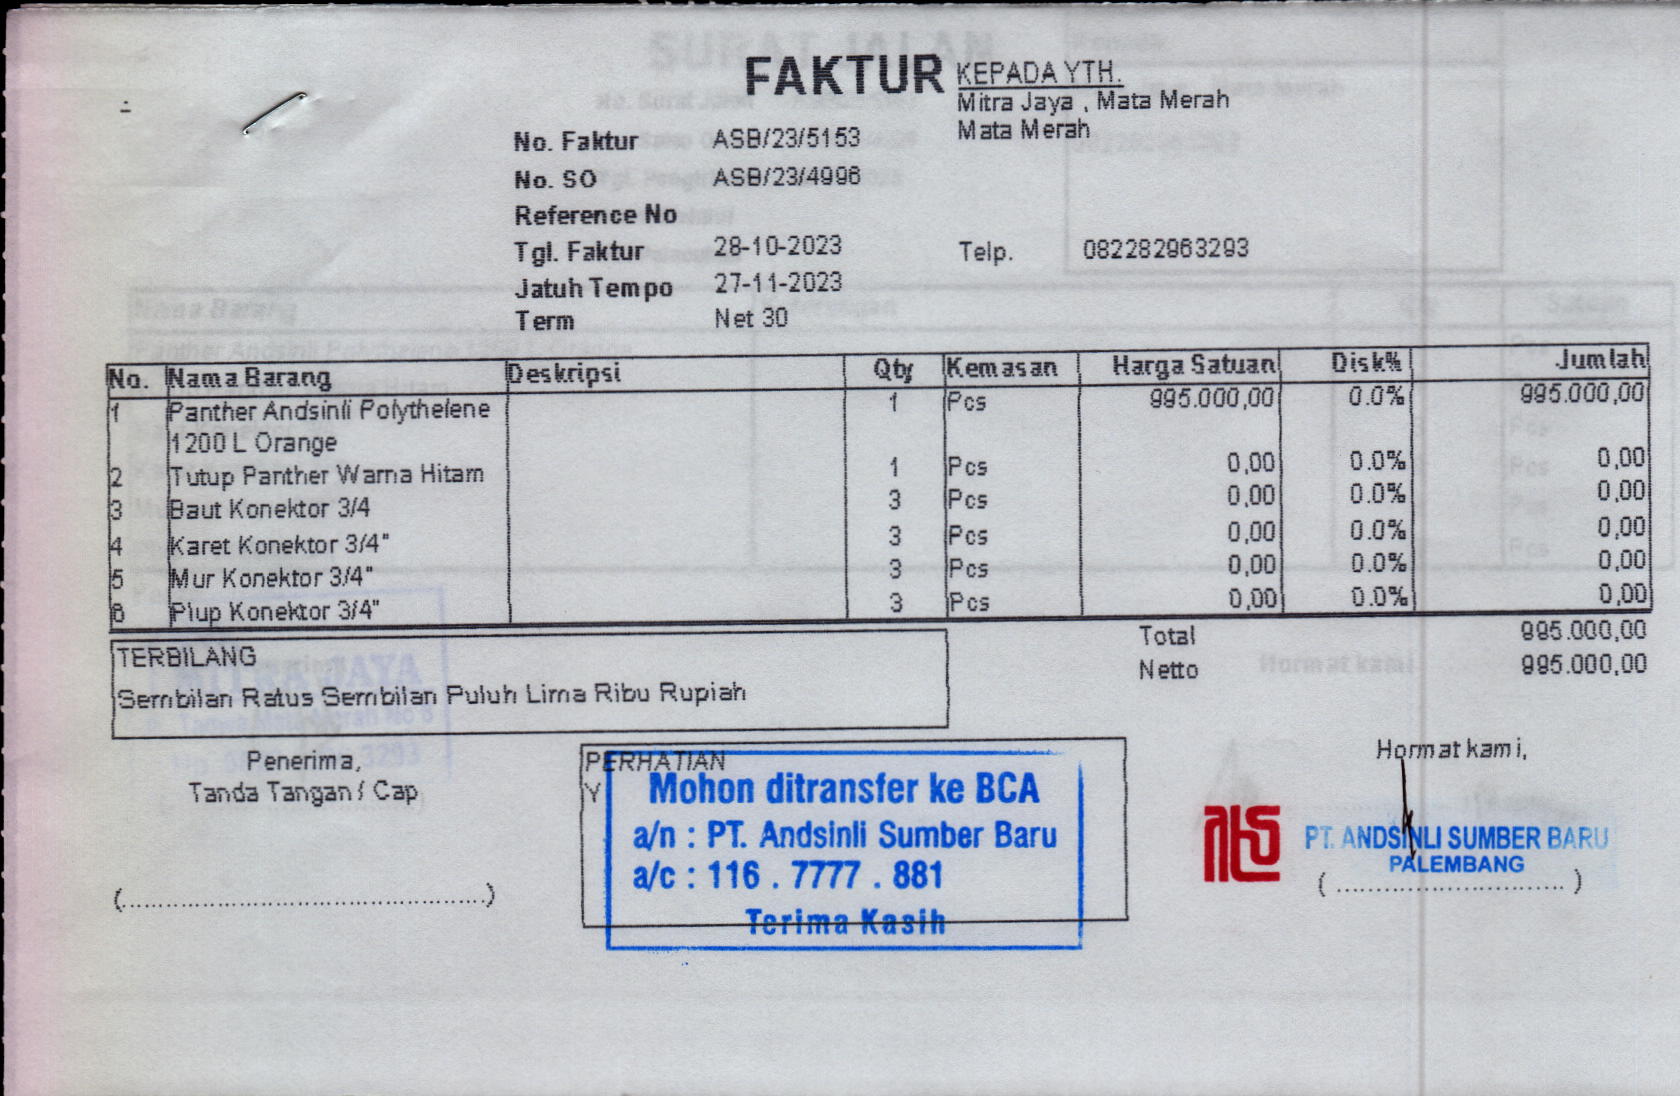 FAKTUR
KEPADA YTH.
Mitra Jaya , Mata Merah
Mata Merah
No. Faktur ASB/23/5153
No. SO ASB/23/4996
Reference No
Tgl. Faktur 28-10-2023
Telp. 082282963293
Jatuh Tempo 27-11-2023
Term Net 30
No. Nama Barang Deskripsi Qty Kemasan Harga Satuan Disk% Jumlah
1 Panther Andsinli Polythelene 1 Pcs 995.000,00 0.0% 995.000,00
1200 L Orange
2 Tutup Panther Warna Hitam 1 Pcs 0,00 0.0% 0,00
3 Baut Konektor 3/4 3 Pcs 0,00 0.0% 0,00
4 Karet Konektor 3/4" 3 Pcs 0,00 0.0% 0,00
5 Mur Konektor 3/4" 3 Pcs 0,00 0.0% 0,00
6 Plup Konektor 3/4" 3 Pcs 0,00 0.0% 0,00
Total 995.000,00
Netto 995.000,00
TERBILANG
Sembilan Ratus Sembilan Puluh Lima Ribu Rupiah
Penerima,
Tanda Tangan / Cap
(................................................)
PERHATIAN
Y
Mohon ditransfer ke BCA
a/n : PT. Andsinli Sumber Baru
a/c : 116 . 7777 . 881
Terima Kasih
Hormat kami,
PT. ANDSINLI SUMBER BARU
PALEMBANG
( .............................. )